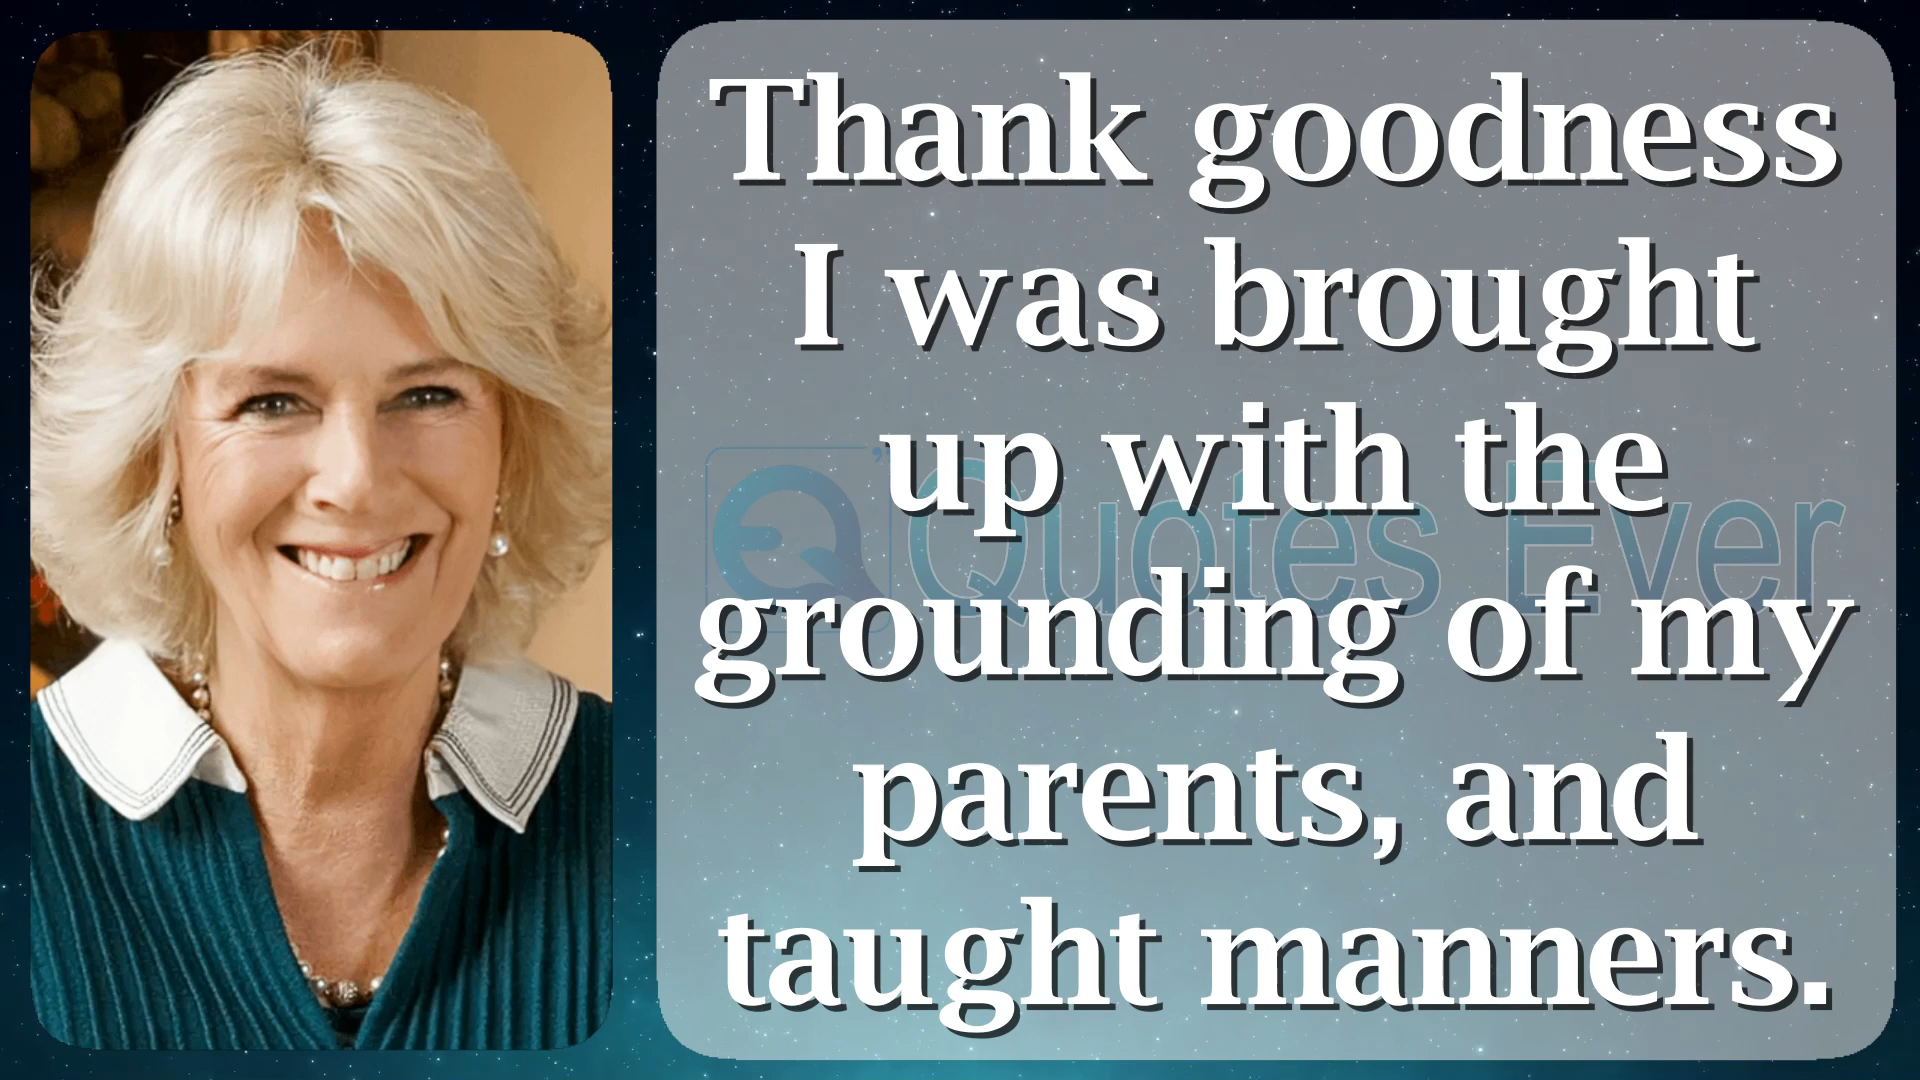 Thank goodness
I was brought
up with the
Quotes Ever
grounding of my
parents, and
taught manners.